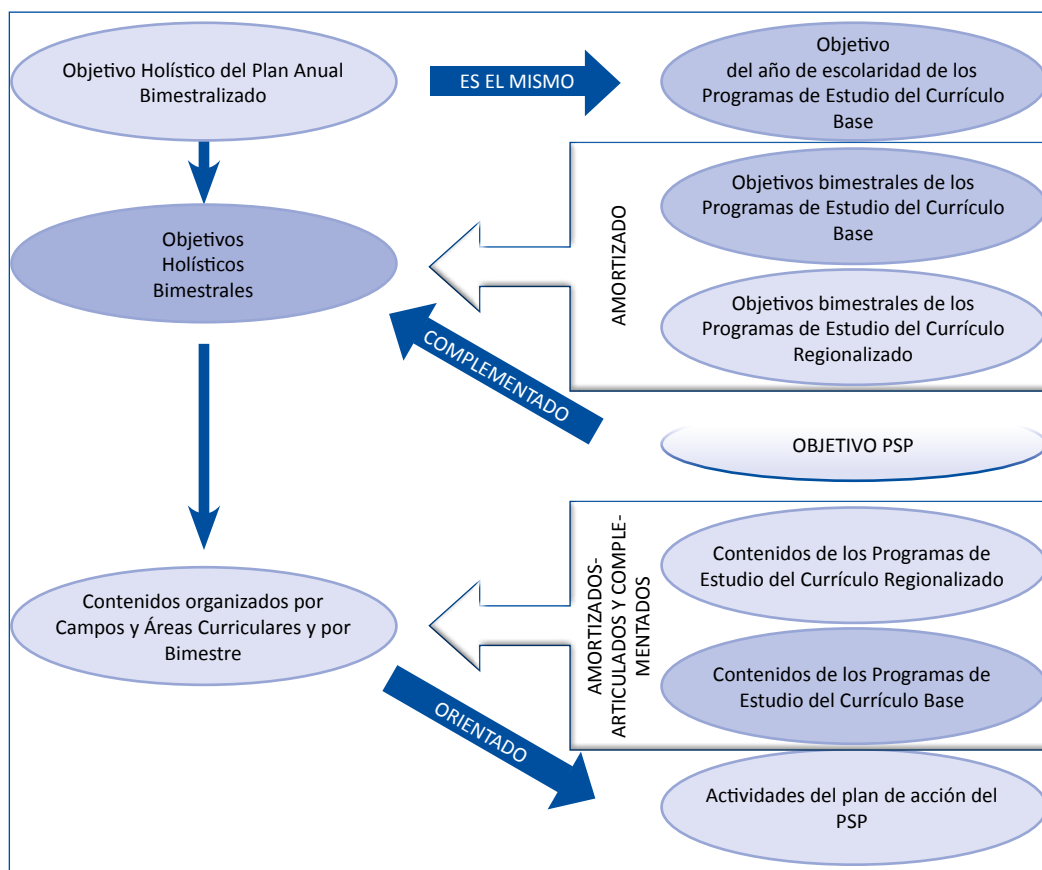 Objetivo Holístico del Plan Anual
Bimestralizado
ES EL MISMO
Objetivo
del año de escolaridad de los
Programas de Estudio del Currículo
Base
Objetivos
Holísticos
Bimestrales
AMORTIZADO
Objetivos bimestrales de los
Programas de Estudio del Currículo
Base
Objetivos bimestrales de los
Programas de Estudio del Currículo
Regionalizado
COMPLEMENTADO
OBJETIVO PSP
Contenidos organizados por
Campos y Áreas Curriculares y por
Bimestre
AMORTIZADOS-
ARTICULADOS Y COMPLE-
MENTADOS
Contenidos de los Programas de
Estudio del Currículo Regionalizado
Contenidos de los Programas de
Estudio del Currículo Base
ORIENTADO
Actividades del plan de acción del
PSP